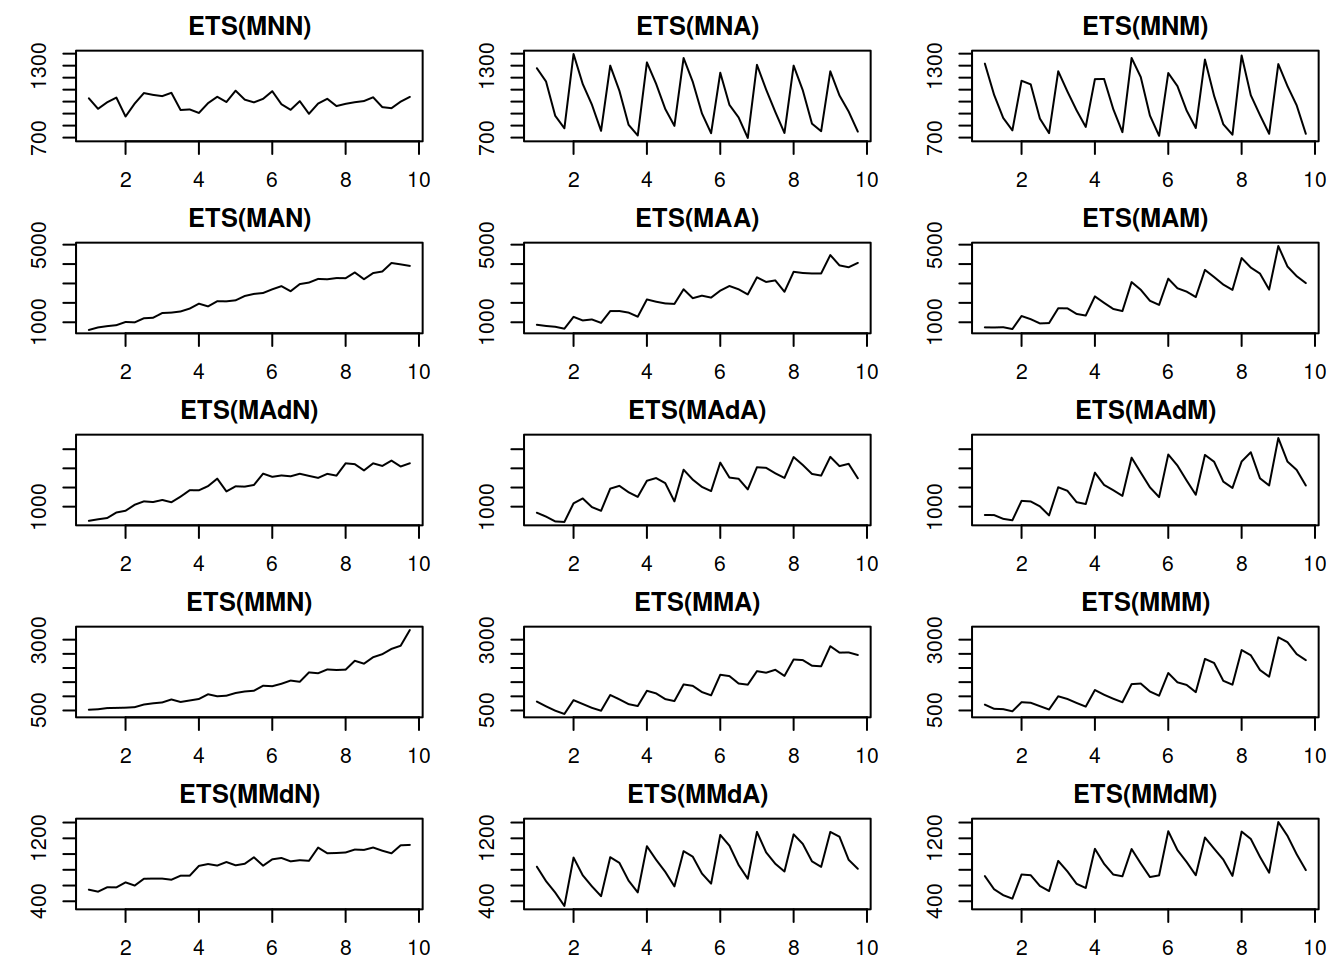 ETS(MNN) ETS(MNA) ETS(MNM)
1300 1300 1300
700 700 700
2 4 6 8 10 2 4 6 8 10 2 4 6 8 10
ETS(MAN) ETS(MAA) ETS(MAM)
5000 5000 5000
1000 1000 1000
2 4 6 8 10 2 4 6 8 10 2 4 6 8 10
ETS(MAdN) ETS(MAdA) ETS(MAdM)
1000 1000 1000
2 4 6 8 10 2 4 6 8 10 2 4 6 8 10
ETS(MMN) ETS(MMA) ETS(MMM)
3000 3000 3000
500 500 500
2 4 6 8 10 2 4 6 8 10 2 4 6 8 10
ETS(MMdN) ETS(MMdA) ETS(MMdM)
1200 1200 1200
400 400 400
2 4 6 8 10 2 4 6 8 10 2 4 6 8 10